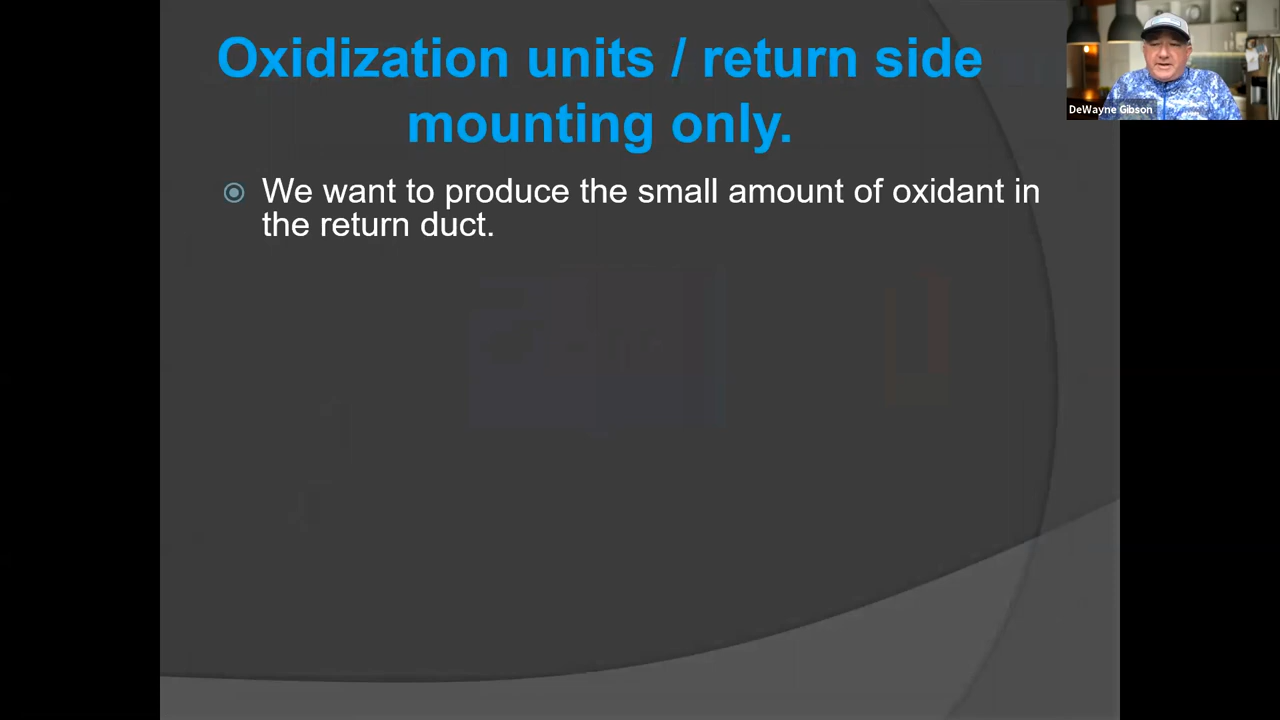 Oxidization units / return side
mounting only.
We want to produce the small amount of oxidant in
the return duct.
DeWayne Gibson